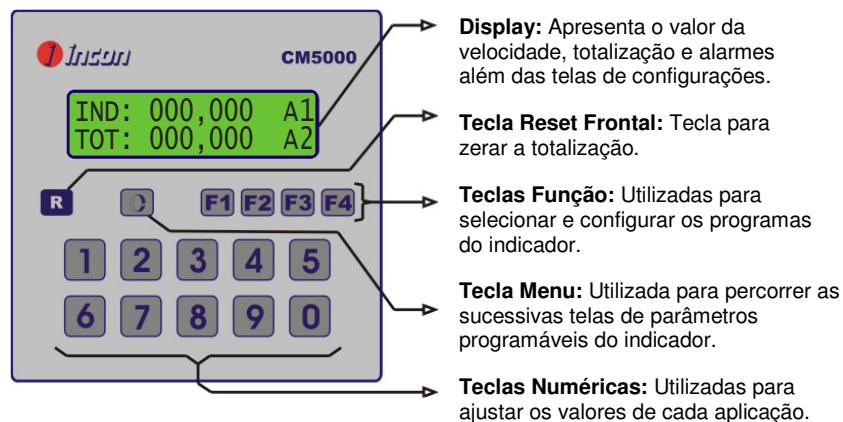 incon
CM5000
IND: 000,000 A1
TOT: 000,000 A2
R
F1 F2 F3 F4
1 2 3 4 5
6 7 8 9 0
Display: Apresenta o valor da
velocidade, totalização e alarmes
além das telas de configurações.
Tecla Reset Frontal: Tecla para
zerar a totalização.
Teclas Função: Utilizadas para
selecionar e configurar os programas
do indicador.
Tecla Menu: Utilizada para percorrer as
sucessivas telas de parâmetros
programáveis do indicador.
Teclas Numéricas: Utilizadas para
ajustar os valores de cada aplicação.